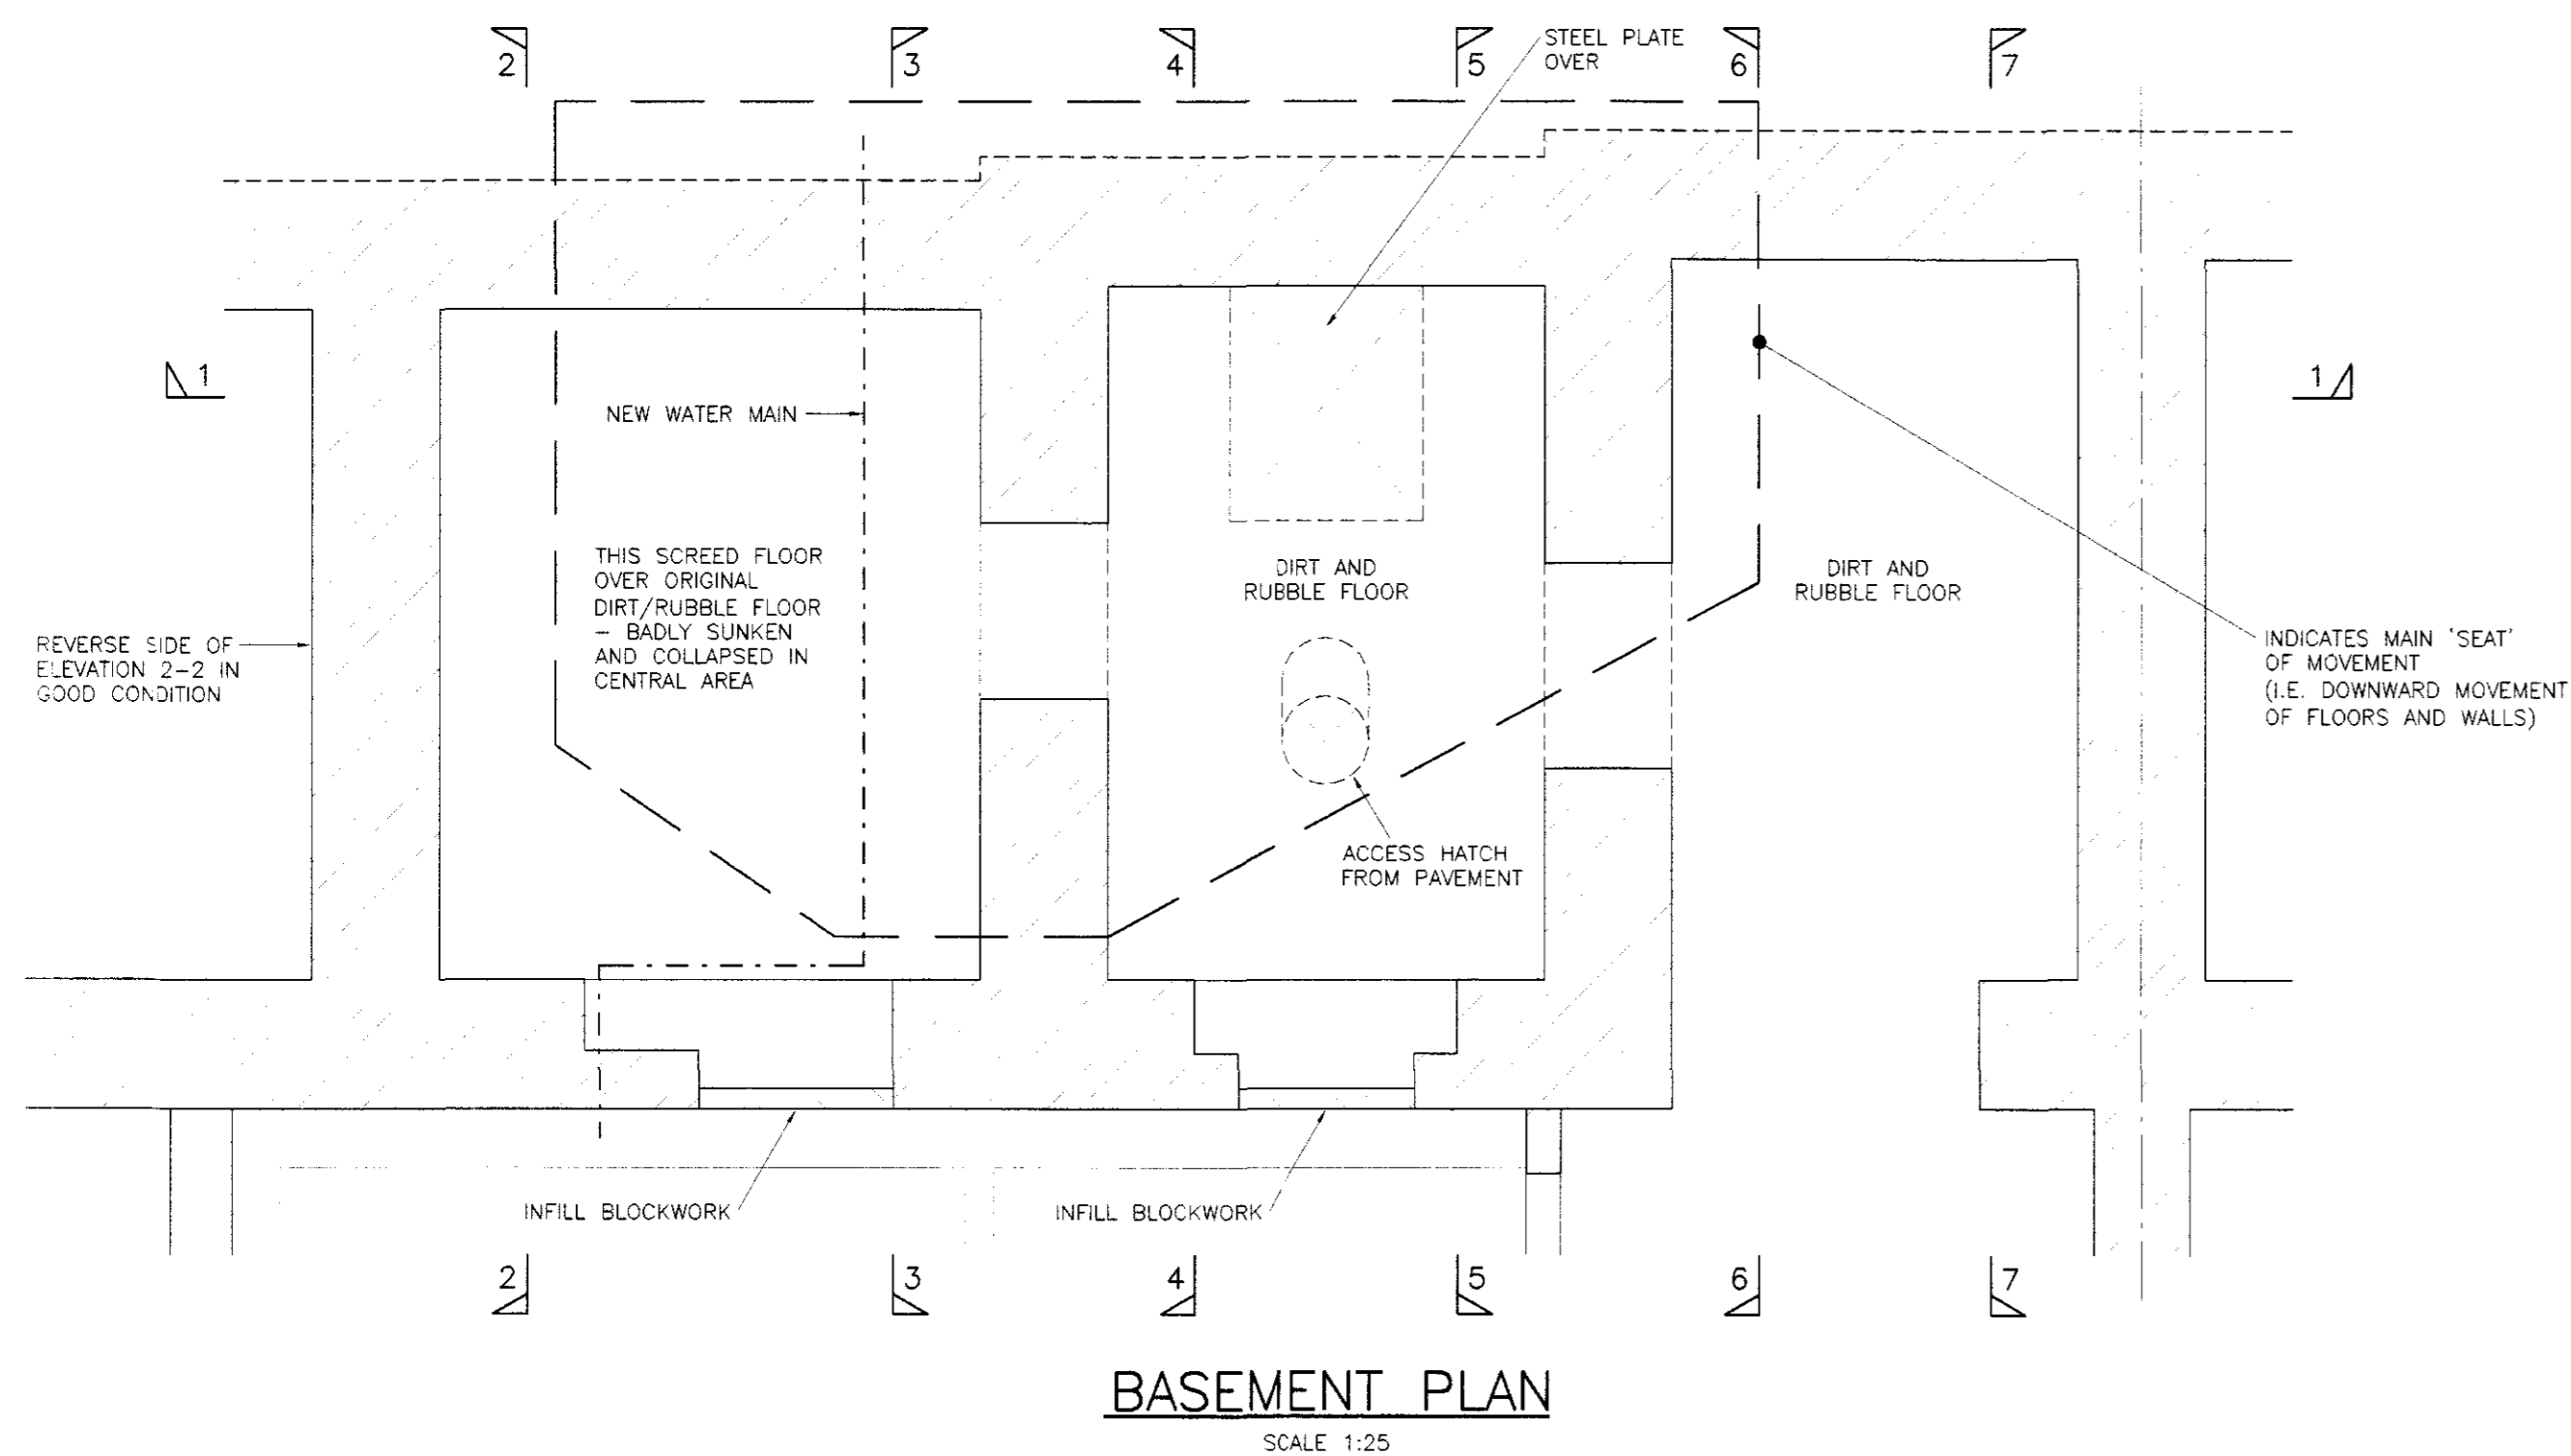 2
3
4
5
6
7
STEEL PLATE
OVER
1
1
NEW WATER MAIN
THIS SCREED FLOOR
OVER ORIGINAL
DIRT/RUBBLE FLOOR
– BADLY SUNKEN
AND COLLAPSED IN
CENTRAL AREA
DIRT AND
RUBBLE FLOOR
DIRT AND
RUBBLE FLOOR
REVERSE SIDE OF
ELEVATION 2-2 IN
GOOD CONDITION
INDICATES MAIN 'SEAT'
OF MOVEMENT
(I.E. DOWNWARD MOVEMENT
OF FLOORS AND WALLS)
ACCESS HATCH
FROM PAVEMENT
INFILL BLOCKWORK
INFILL BLOCKWORK
2
3
4
5
6
7
BASEMENT PLAN
SCALE 1:25